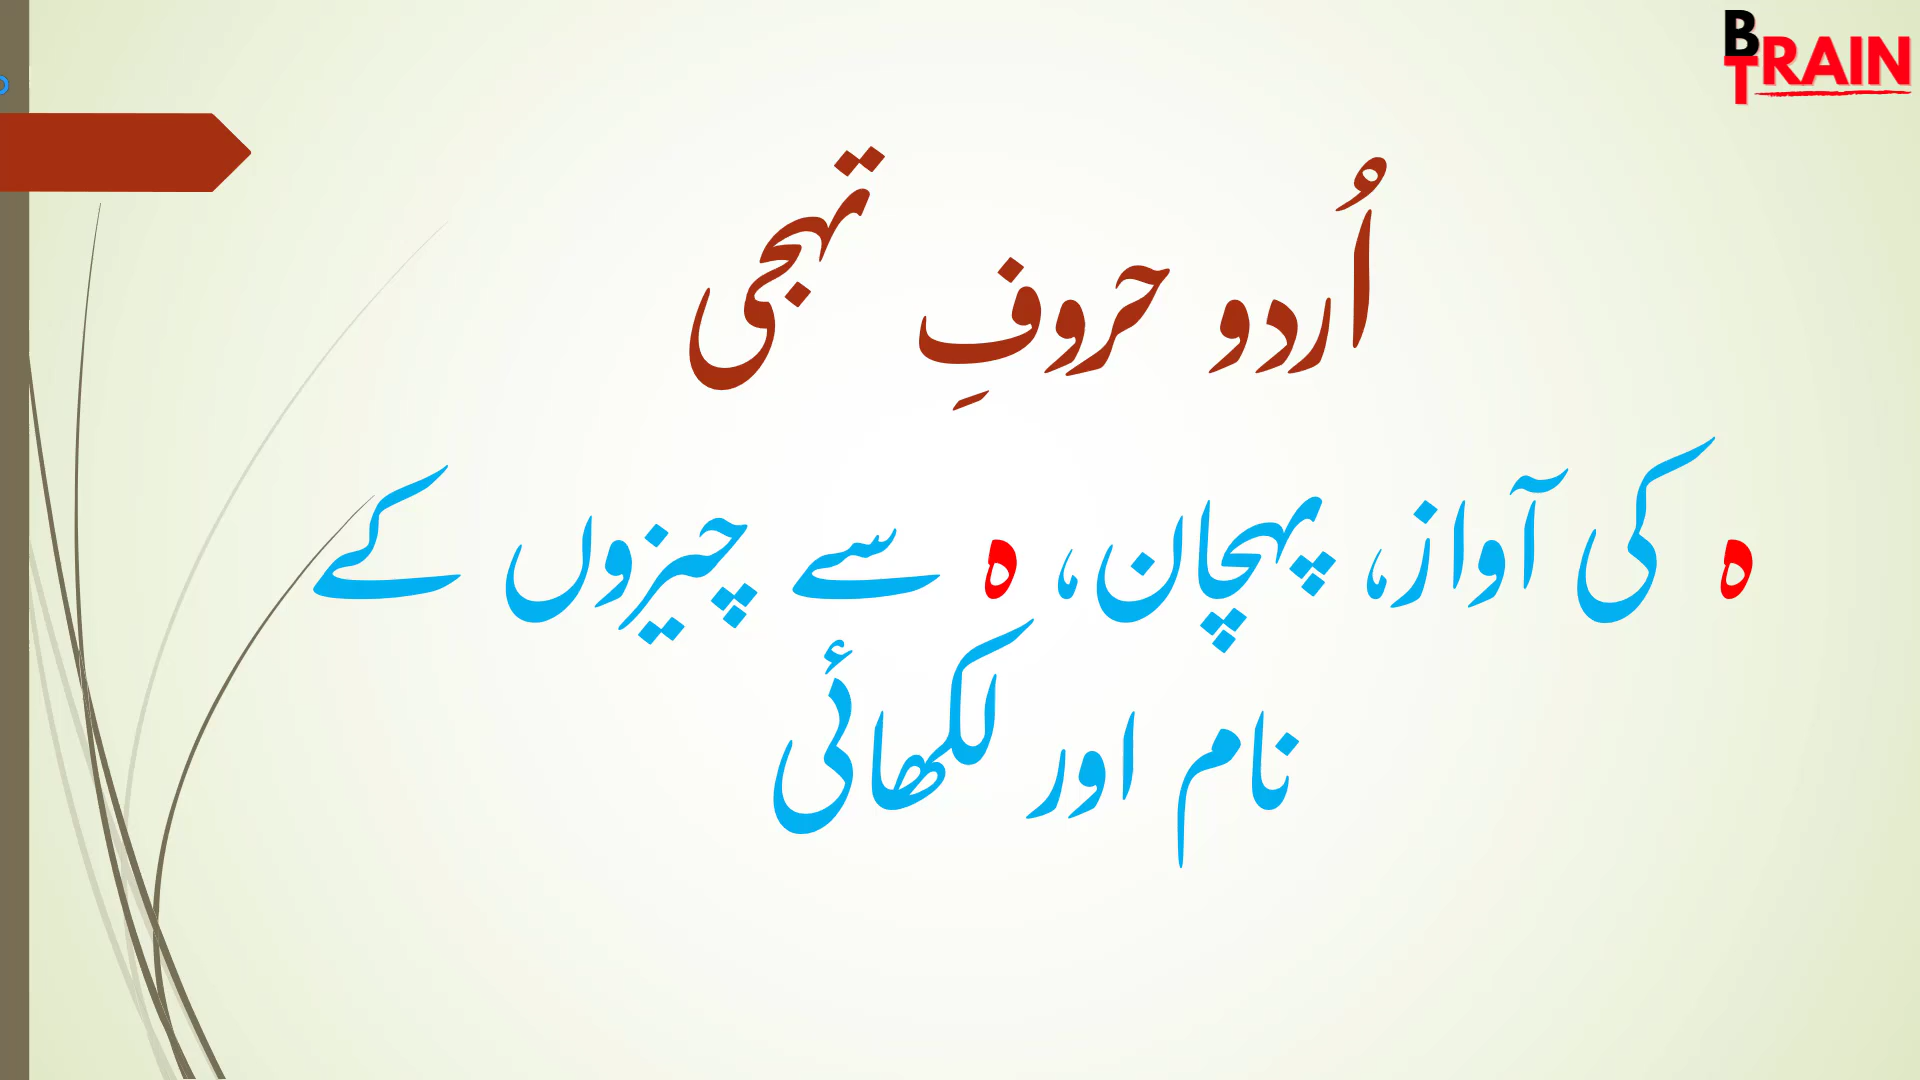 BTRAIN
اُردو حروفِ تہجی
ہ کی آواز، پہچان، ہ سے چیزوں کے
نام اور لکھائی